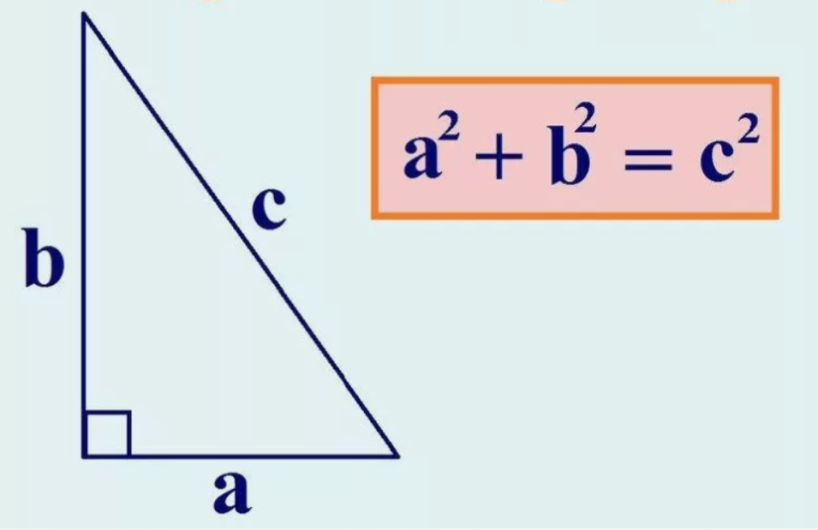 a² + b² = c²
c
b
a